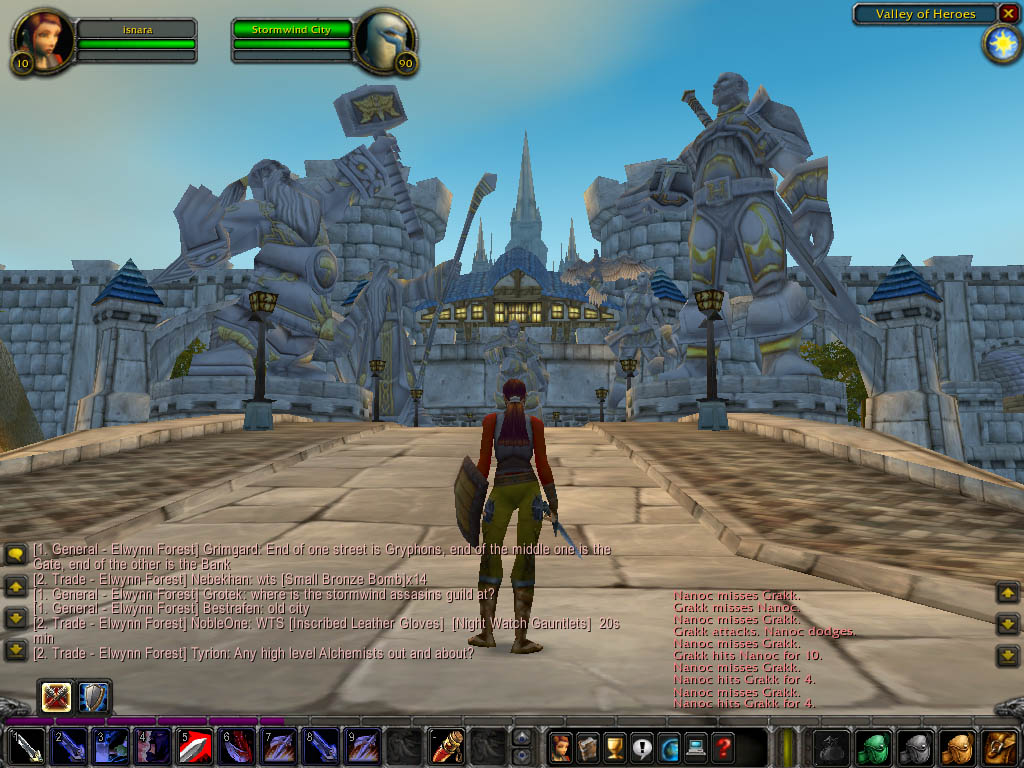 Isnara
10
Stormwind City
90
Valley of Heroes
[1. General - Elwynn Forest] Grimgard: End of one street is Gryphons, end of the middle one is the
Gate, end of the other is the Bank
[2. Trade - Elwynn Forest] Nebekhan: wts [Small Bronze Bomb]x14
[1. General - Elwynn Forest] Grotek: where is the stormwind assasins guild at?
[1. General - Elwynn Forest] Bestrafen: old city
[2. Trade - Elwynn Forest] NobleOne: WTS [Inscribed Leather Gloves] [Night Watch Gauntlets] 20s
min
[2. Trade - Elwynn Forest] Tyrion: Any high level Alchemists out and about?
Nanoc misses Grakk.
Grakk misses Nanoc.
Nanoc misses Grakk.
Grakk attacks. Nanoc dodges.
Nanoc misses Grakk.
Grakk hits Nanoc for 10.
Nanoc misses Grakk.
Nanoc hits Grakk for 4.
Nanoc misses Grakk.
Nanoc hits Grakk for 4.
1 2 3 4 5 6 7 8 9